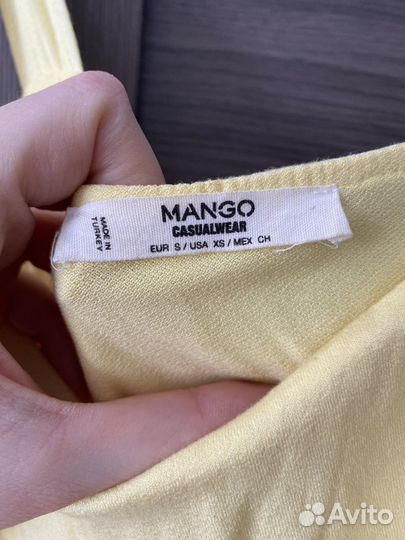 MANGO
CASUALWEAR
EUR S / USA XS / MEX CH
MADE IN
TURKEY
Avito